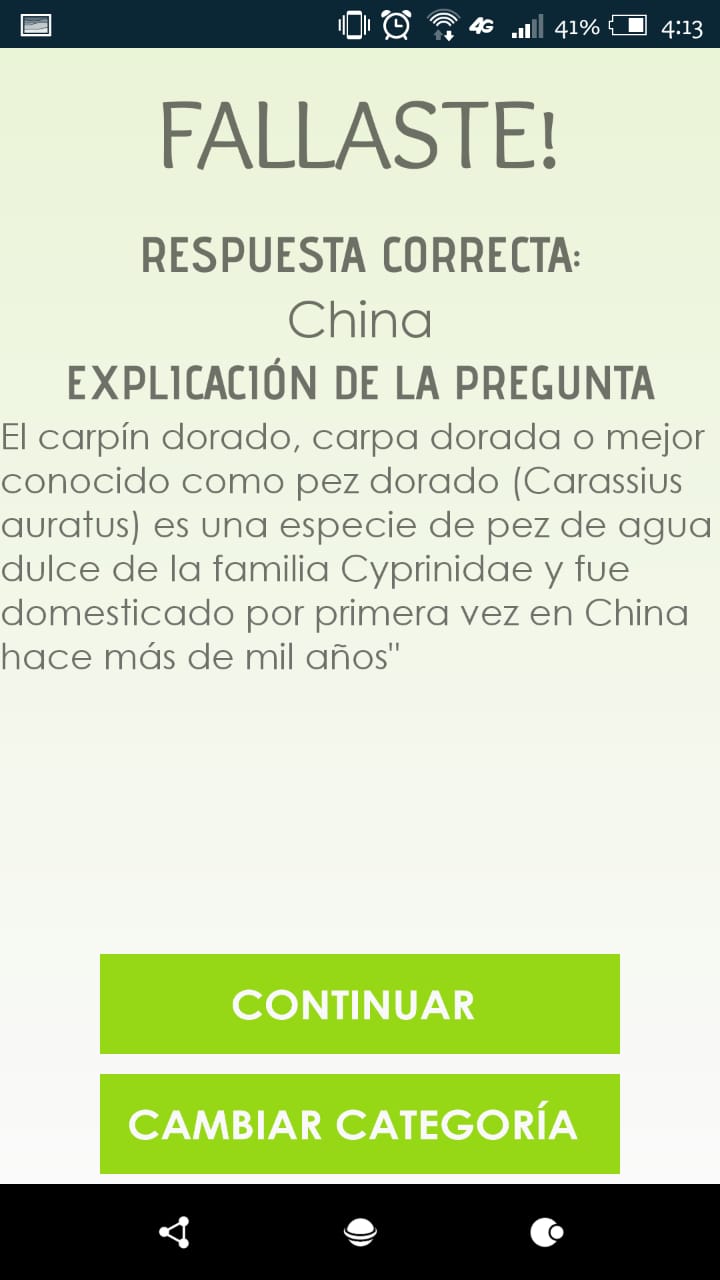 4G 41% 4:13
FALLASTE!
RESPUESTA CORRECTA:
China
EXPLICACIÓN DE LA PREGUNTA
El carpín dorado, carpa dorada o mejor
conocido como pez dorado (Carassius
auratus) es una especie de pez de agua
dulce de la familia Cyprinidae y fue
domesticado por primera vez en China
hace más de mil años"
CONTINUAR
CAMBIAR CATEGORÍA